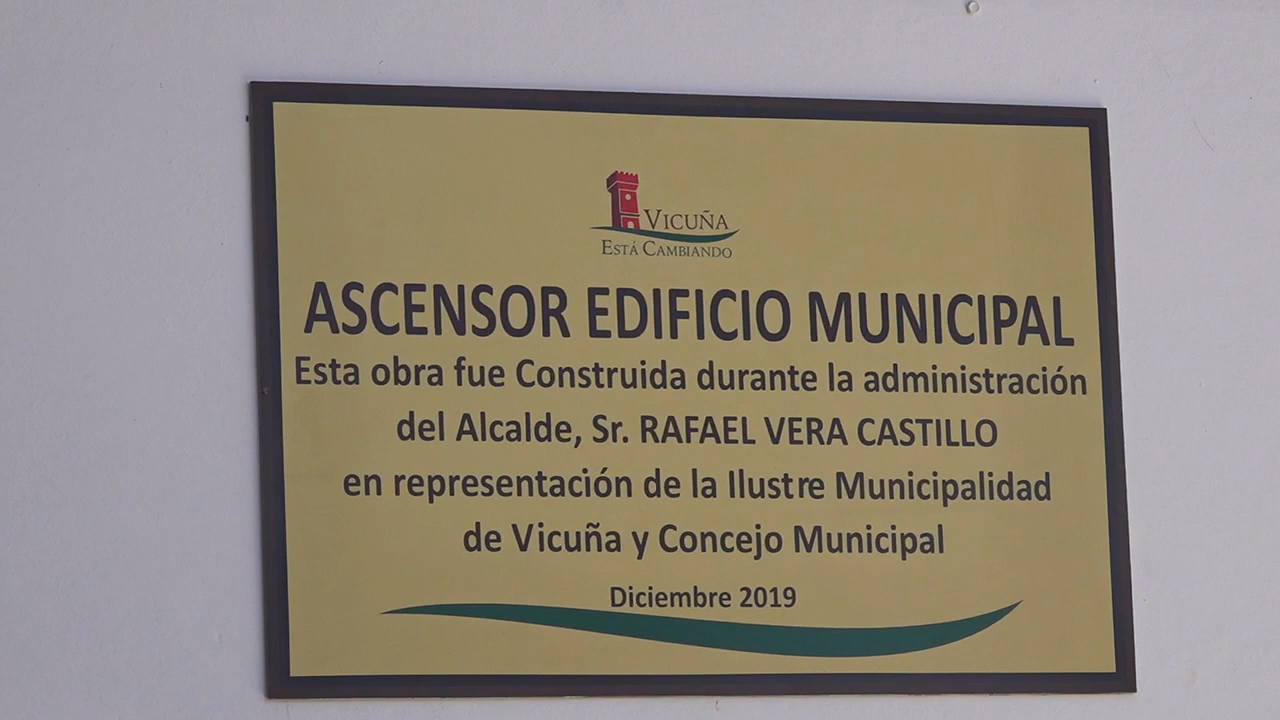 VICUÑA
ESTÁ CAMBIANDO
ASCENSOR EDIFICIO MUNICIPAL
Esta obra fue Construida durante la administración
del Alcalde, Sr. RAFAEL VERA CASTILLO
en representación de la Ilustre Municipalidad
de Vicuña y Concejo Municipal
Diciembre 2019